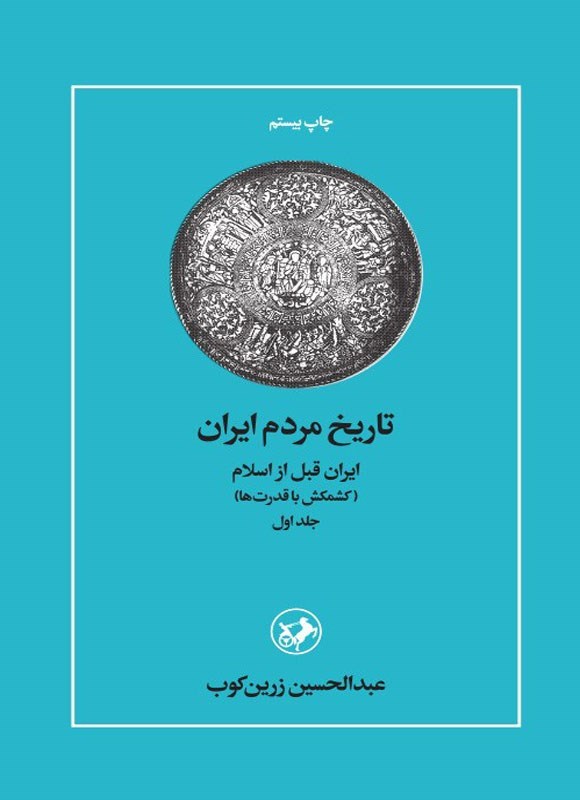 چاپ بیستم
تاریخ مردم ایران
ایران قبل از اسلام
(کشمکش با قدرت‌ها)
جلد اول
عبدالحسین زرین‌کوب